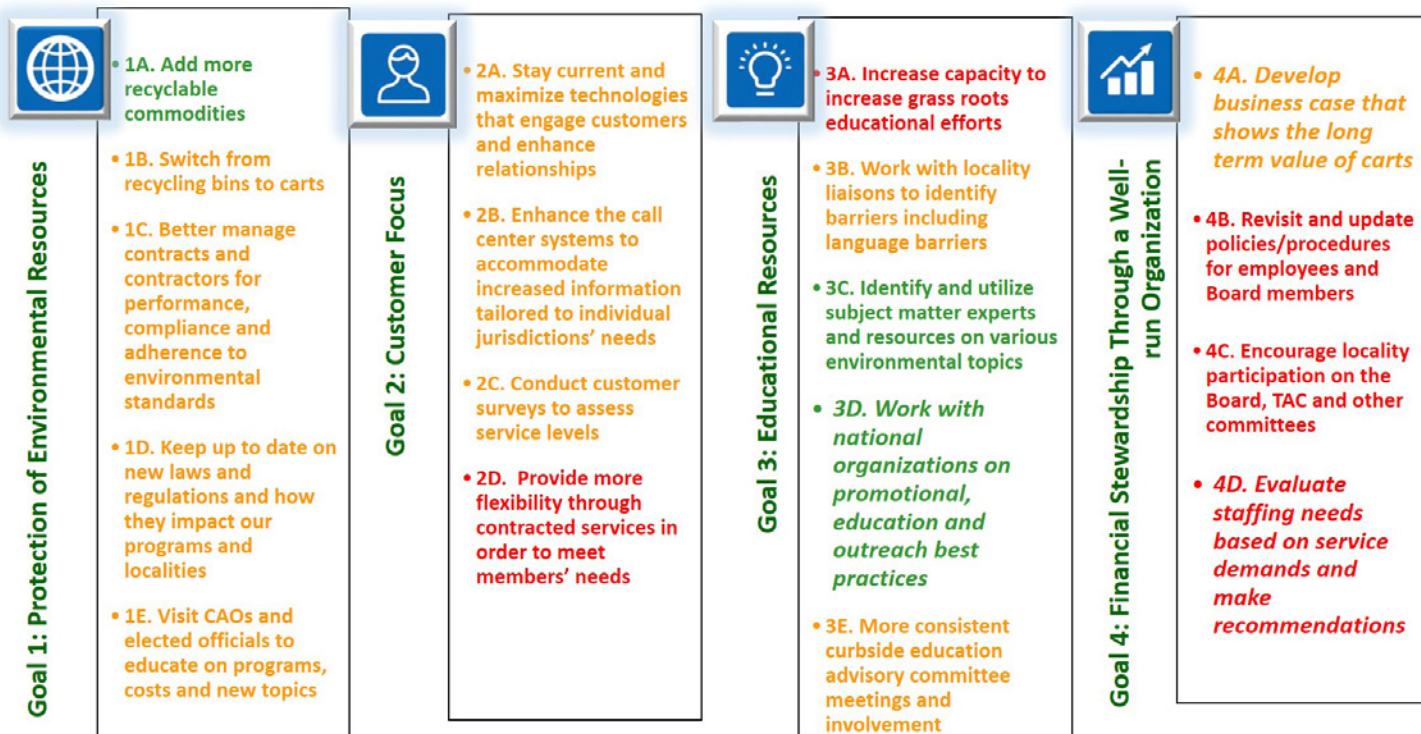 Goal 1: Protection of Environmental Resources
• 1A. Add more
recyclable
commodities
• 1B. Switch from
recycling bins to carts
• 1C. Better manage
contracts and
contractors for
performance,
compliance and
adherence to
environmental
standards
• 1D. Keep up to date on
new laws and
regulations and how
they impact our
programs and
localities
• 1E. Visit CAOs and
elected officials to
educate on programs,
costs and new topics
Goal 2: Customer Focus
• 2A. Stay current and
maximize technologies
that engage customers
and enhance
relationships
• 2B. Enhance the call
center systems to
accommodate
increased information
tailored to individual
jurisdictions’ needs
• 2C. Conduct customer
surveys to assess
service levels
• 2D.  Provide more
flexibility through
contracted services in
order to meet
members’ needs
Goal 3: Educational Resources
• 3A. Increase capacity to
increase grass roots
educational efforts
• 3B. Work with locality
liaisons to identify
barriers including
language barriers
• 3C. Identify and utilize
subject matter experts
and resources on various
environmental topics
• 3D. Work with
national
organizations on
promotional,
education and
outreach best
practices
• 3E. More consistent
curbside education
advisory committee
meetings and
involvement
Goal 4: Financial Stewardship Through a Well-
run Organization
• 4A. Develop
business case that
shows the long
term value of carts
• 4B. Revisit and update
policies/procedures
for employees and
Board members
• 4C. Encourage locality
participation on the
Board, TAC and other
committees
• 4D. Evaluate
staffing needs
based on service
demands and
make
recommendations